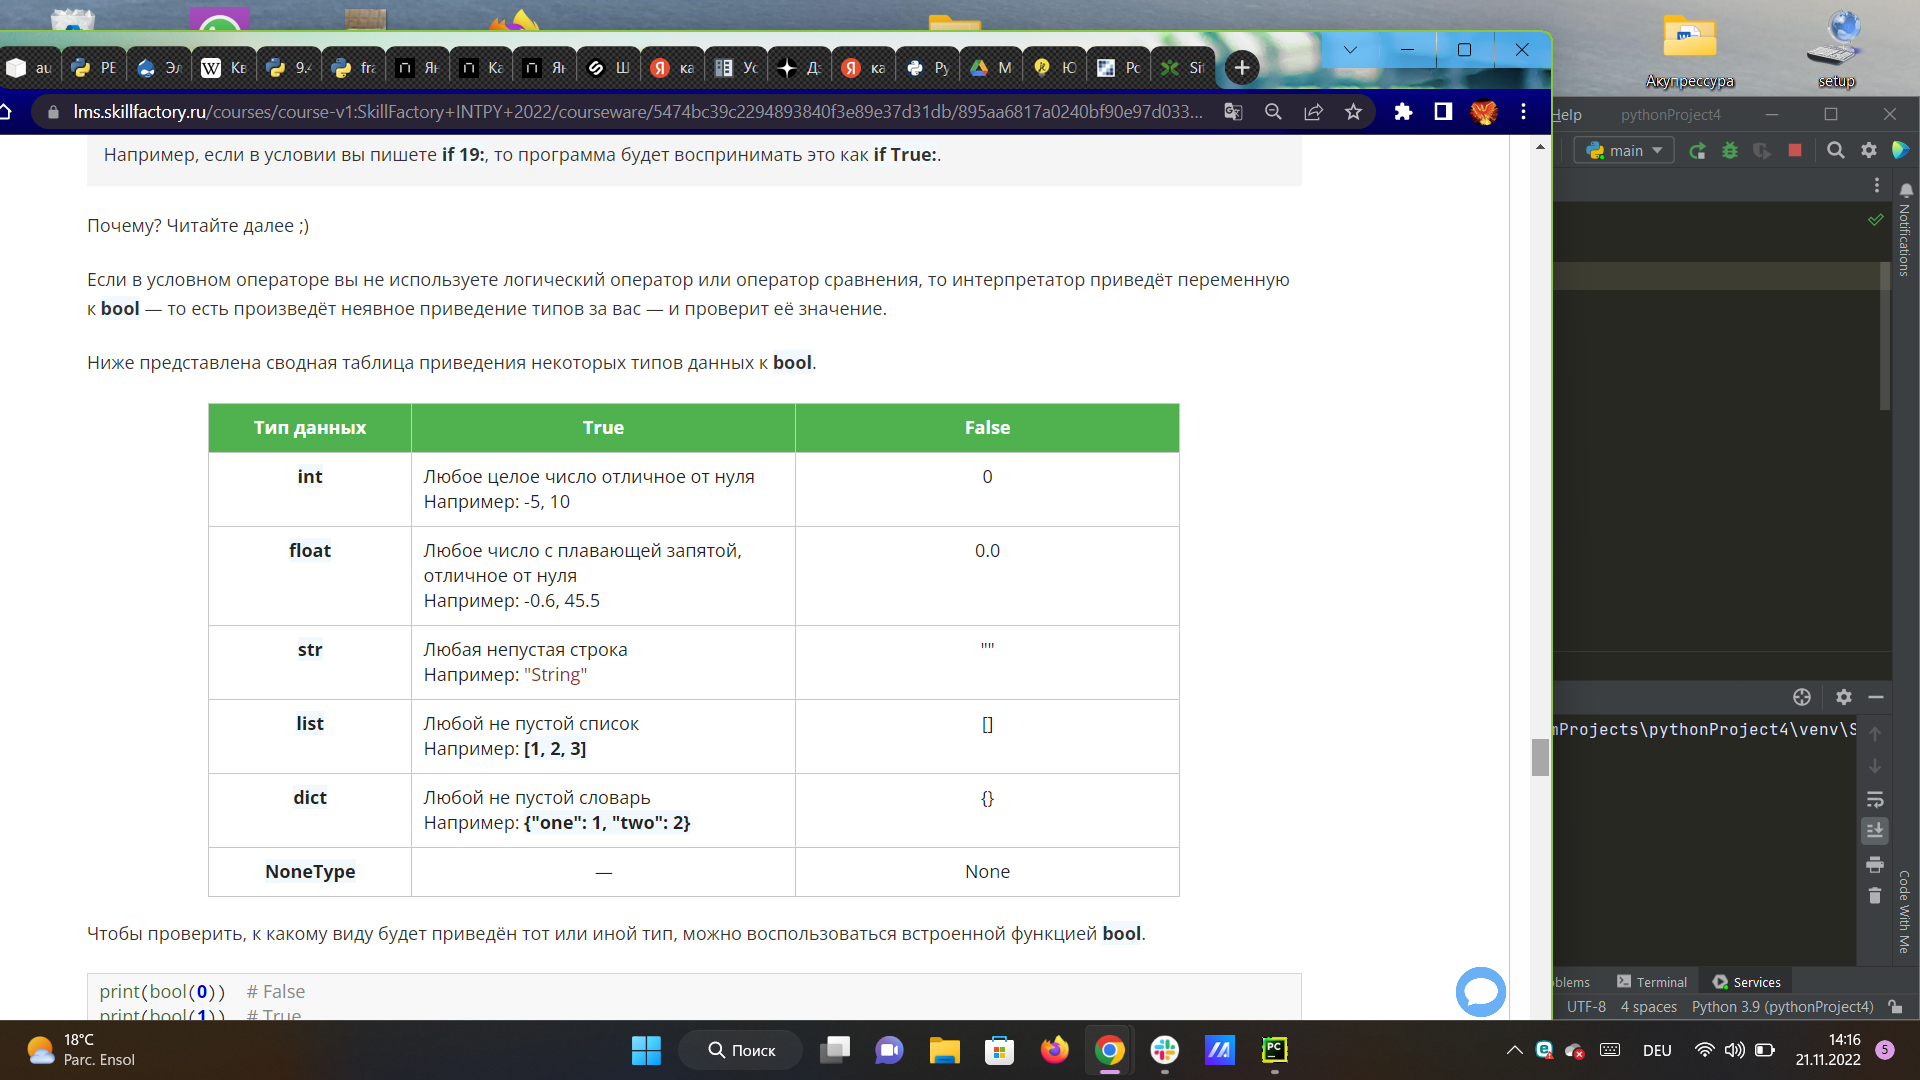 Акупрессура
setup
au
PE
Эл
Кв
9.
fra
Ян
Ка
Ян
Ш
ка
Ус
Дз
ка
Ру
М
Ю
Ро
Sit
lms.skillfactory.ru/courses/course-v1:SkillFactory+INTPY+2022/courseware/5474bc39c2294893840f3e89e37d31db/895aa6817a0240bf90e97d033...
Help
pythonProject4
main
Notifications
Например, если в условии вы пишете if 19:, то программа будет воспринимать это как if True:.
Почему? Читайте далее ;)
Если в условном операторе вы не используете логический оператор или оператор сравнения, то интерпретатор приведёт переменную
к bool — то есть произведёт неявное приведение типов за вас — и проверит её значение.
Ниже представлена сводная таблица приведения некоторых типов данных к bool.
Тип данных True False
int
Любое целое число отличное от нуля
Например: -5, 10
0
float
Любое число с плавающей запятой,
отличное от нуля
Например: -0.6, 45.5
0.0
str
Любая непустая строка
Например: "String"
""
list
Любой не пустой список
Например: [1, 2, 3]
[]
dict
Любой не пустой словарь
Например: {"one": 1, "two": 2}
{}
NoneType — None
Чтобы проверить, к какому виду будет приведён тот или иной тип, можно воспользоваться встроенной функцией bool.
print(bool(0)) # False
print(bool(1)) # True
mProjects\pythonProject4\venv\S
Code With Me
blems
Terminal
Services
UTF-8
4 spaces
Python 3.9 (pythonProject4)
18°C
Parc. Ensol
Поиск
PC
DEU
14:16
21.11.2022
5